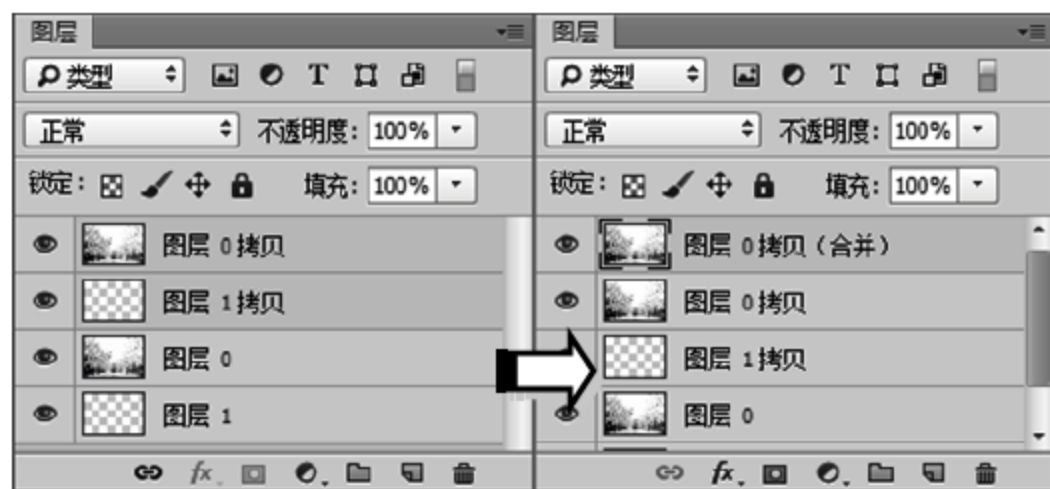 图层
类型 T
正常 不透明度: 100%
锁定: 填充: 100%
图层 0拷贝
图层 1拷贝
图层 0
图层 1
fx
图层
类型 T
正常 不透明度: 100%
锁定: 填充: 100%
图层 0拷贝（合并）
图层 0拷贝
图层 1拷贝
图层 0
fx